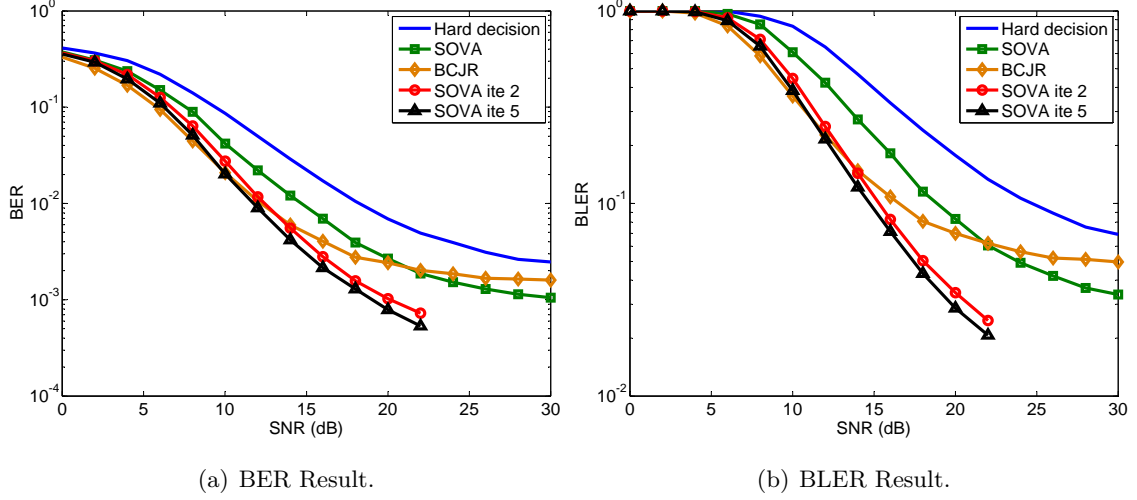 10^0
10^-1
10^-2
10^-3
10^-4
BER
0 5 10 15 20 25 30
SNR (dB)
Hard decision
SOVA
BCJR
SOVA ite 2
SOVA ite 5
(a) BER Result.
10^0
10^-1
10^-2
BLER
0 5 10 15 20 25 30
SNR (dB)
Hard decision
SOVA
BCJR
SOVA ite 2
SOVA ite 5
(b) BLER Result.